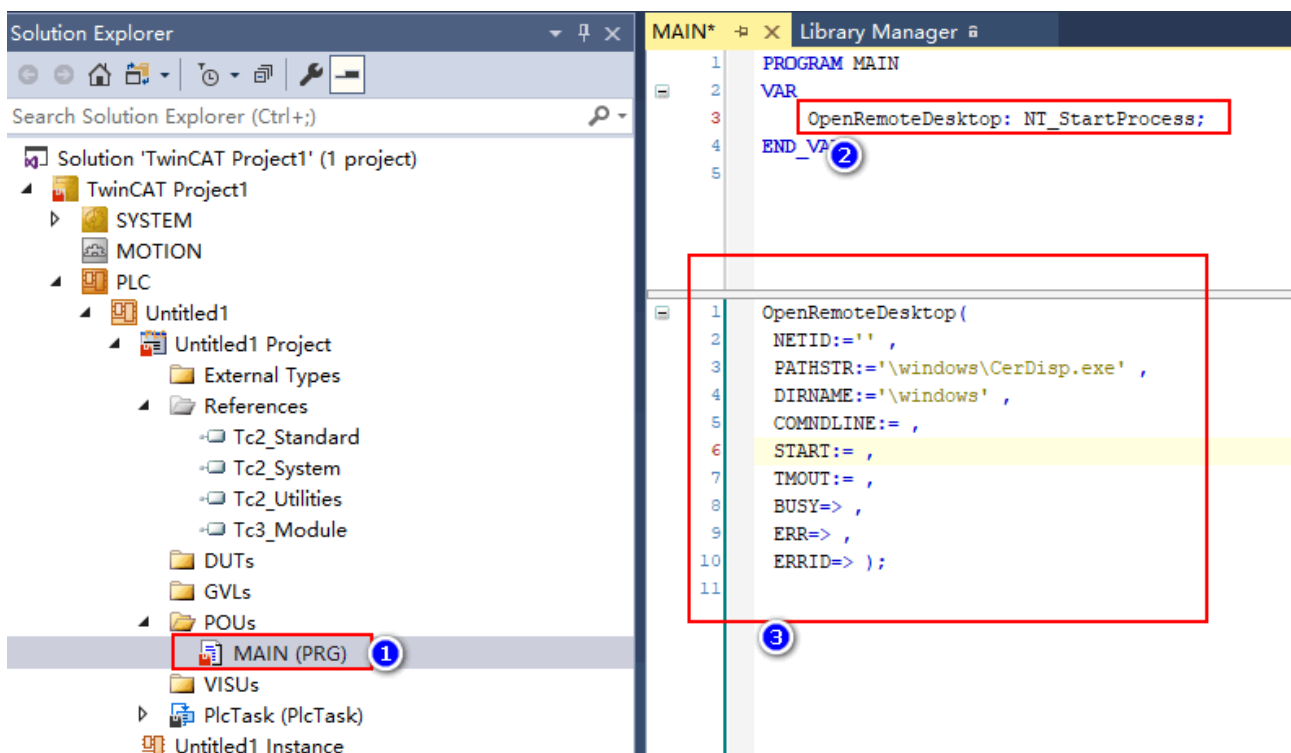 Solution Explorer
Search Solution Explorer (Ctrl+;)
Solution 'TwinCAT Project1' (1 project)
TwinCAT Project1
SYSTEM
MOTION
PLC
Untitled1
Untitled1 Project
External Types
References
Tc2_Standard
Tc2_System
Tc2_Utilities
Tc3_Module
DUTs
GVLs
POUs
MAIN (PRG) 1
VISUs
PlcTask (PlcTask)
Untitled1 Instance
MAIN* Library Manager
1 PROGRAM MAIN
2 VAR
3 OpenRemoteDesktop: NT_StartProcess;
4 END_VAR
2
5
1 OpenRemoteDesktop(
2 NETID:='' ,
3 PATHSTR:='\windows\CerDisp.exe' ,
4 DIRNAME:='\windows' ,
5 COMNDLINE:= ,
6 START:= ,
7 TMOUT:= ,
8 BUSY=> ,
9 ERR=> ,
10 ERRID=> );
11
3